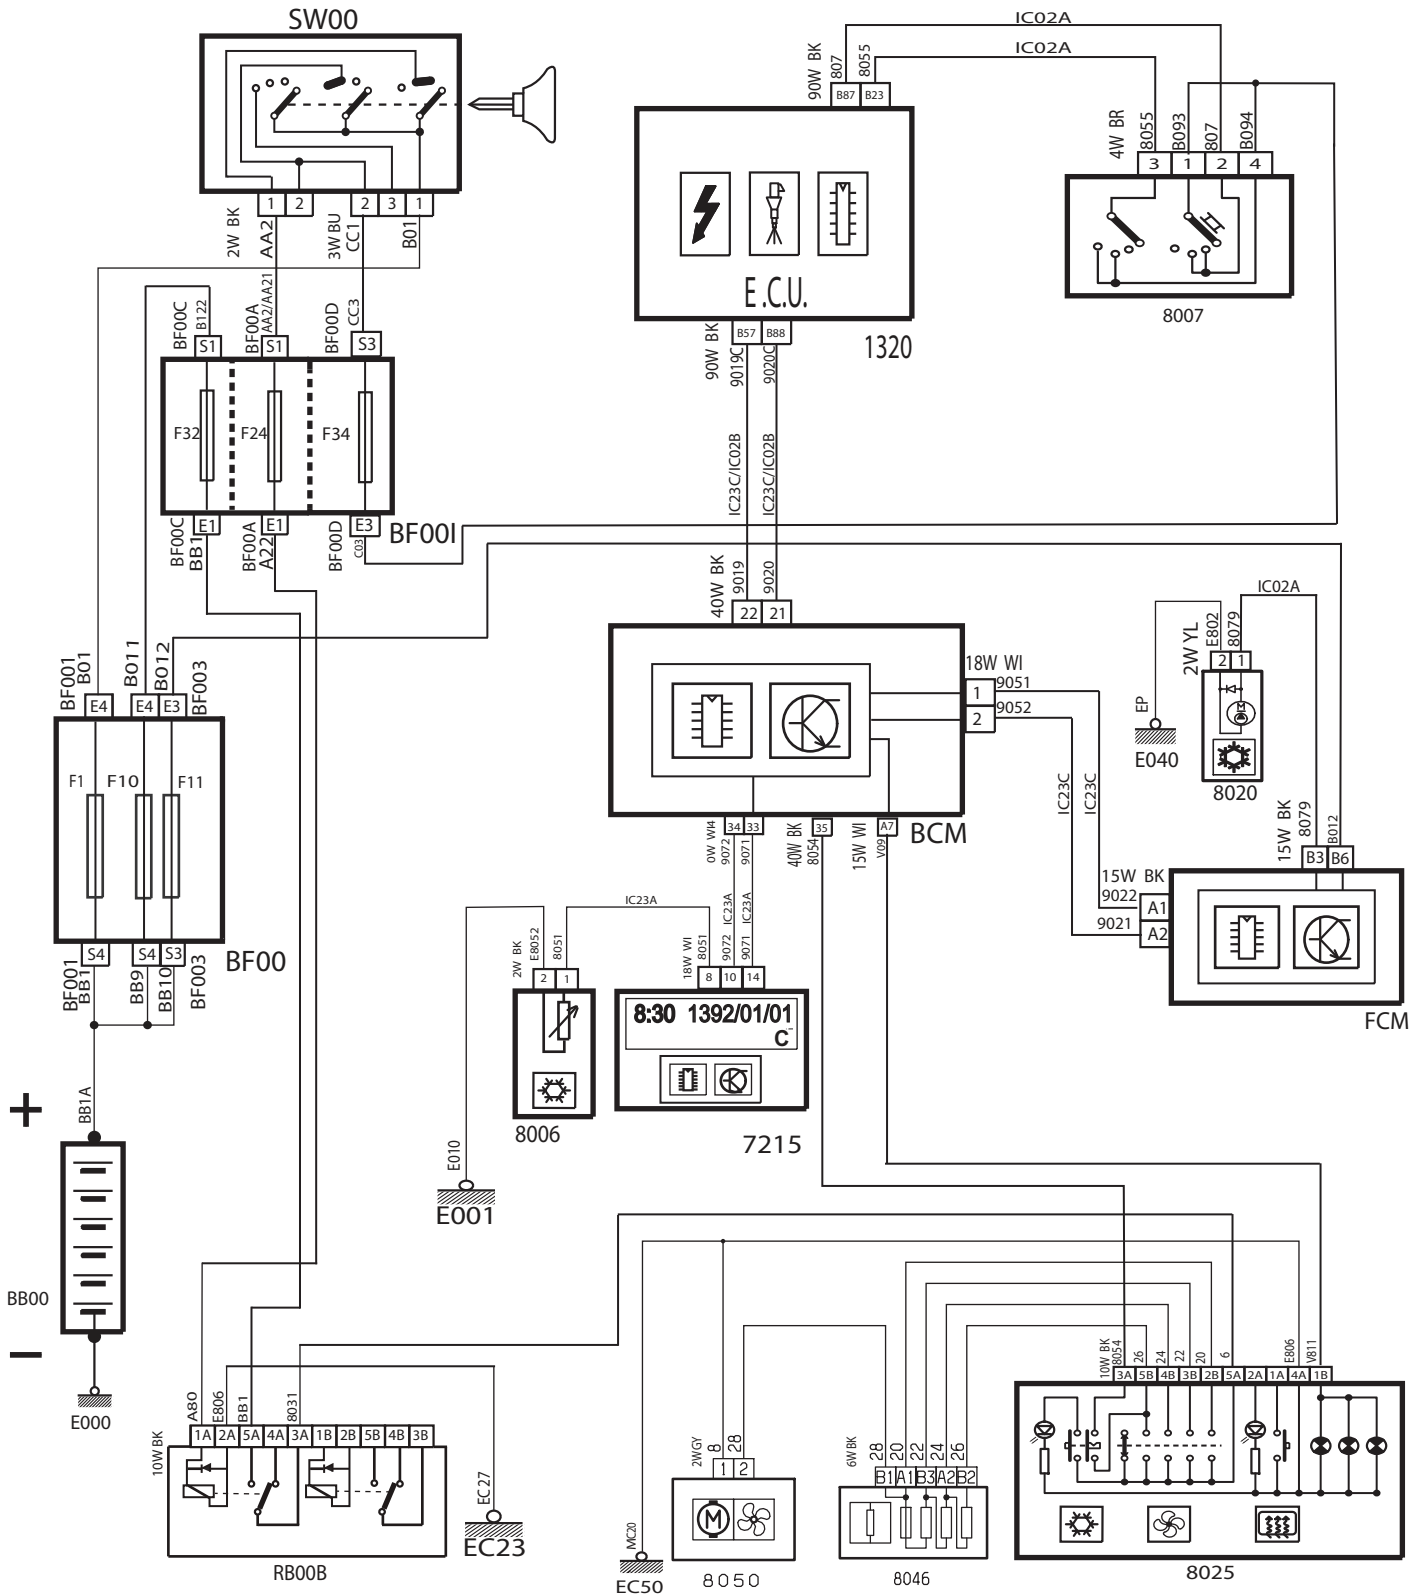 SW00
1 2 2 3 1
2W BK
AA2
3W BU
CC1
B01
BF00C
B122
BF00A
AA2/AA21
BF00D
CC3
S1 S1 S3
F32 F24 F34
E1 E1 E3
BF00I
BF00C
BB1
BF00A
A22
BF00D
C03
IC02A
IC02A
90W BK
807
8055
B87 B23
E.C.U.
1320
B57 B88
90W BK
9019C
9020C
IC23C/IC02B
IC23C/IC02B
4W BR
8055
B093
807
B094
3 1 2 4
8007
BF001
B01
B011
B012
BF003
E4 E4 E3
F1 F10 F11
S4 S4 S3
BF00
BF001
BB1
BB9
BB10
BF003
40W BK
9019
9020
22 21
18W WI
1 9051
2 9052
BCM
34 33 35 A7
0W WI4
9072
9071
40W BK
8054
15W WI
V09
IC23C
IC23C
IC02A
2W YL
E802
8079
2 1
EP
E040
8020
15W BK
8079
B012
B3 B6
15W BK
9022
A1
9021
A2
FCM
IC23A
2W BK
E8052
8051
2 1
8006
E010
E001
18W WI
8051
9072
IC23A
9071
IC23A
8 10 14
8:30 1392/01/01
C
7215
+
BB1A
BB00
−
E000
A80
E806
BB1
8031
10W BK
1A 2A 5A 4A 3A 1B 2B 5B 4B 3B
RB00B
EC27
EC23
MC20
EC50
2WGY
8
28
1 2
M
8050
6W BK
28
20
22
24
26
B1 A1 B3 A2 B2
8046
10W BK
8054
26
24
22
20
6
E806
V811
3A 5B 4B 3B 2B 5A 2A 1A 4A 1B
8025